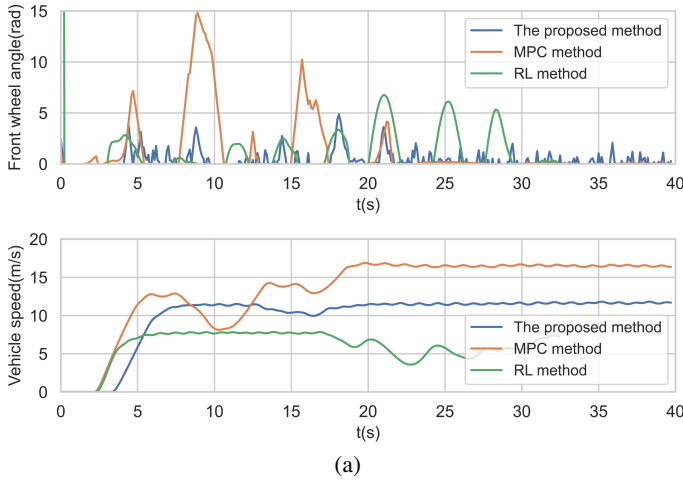 15
10
5
0
Front wheel angle(rad)
The proposed method
MPC method
RL method
0 5 10 15 20 25 30 35 40
t(s)
20
15
10
5
0
Vehicle speed(m/s)
The proposed method
MPC method
RL method
0 5 10 15 20 25 30 35 40
t(s)
(a)